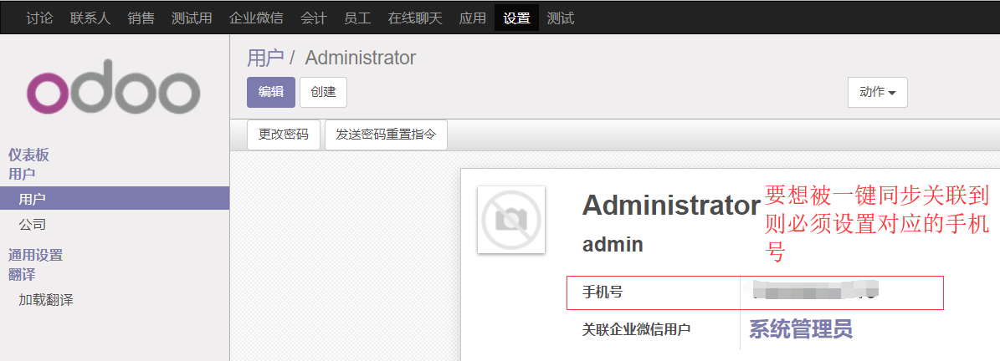 讨论 联系人 销售 测试用 企业微信 会计 员工 在线聊天 应用 设置 测试
odoo
用户 / Administrator
编辑 创建 动作
更改密码 发送密码重置指令
仪表板
用户
用户
公司
通用设置
翻译
加载翻译
Administrator
admin
要想被一键同步关联到
则必须设置对应的手机
号
手机号
关联企业微信用户 系统管理员